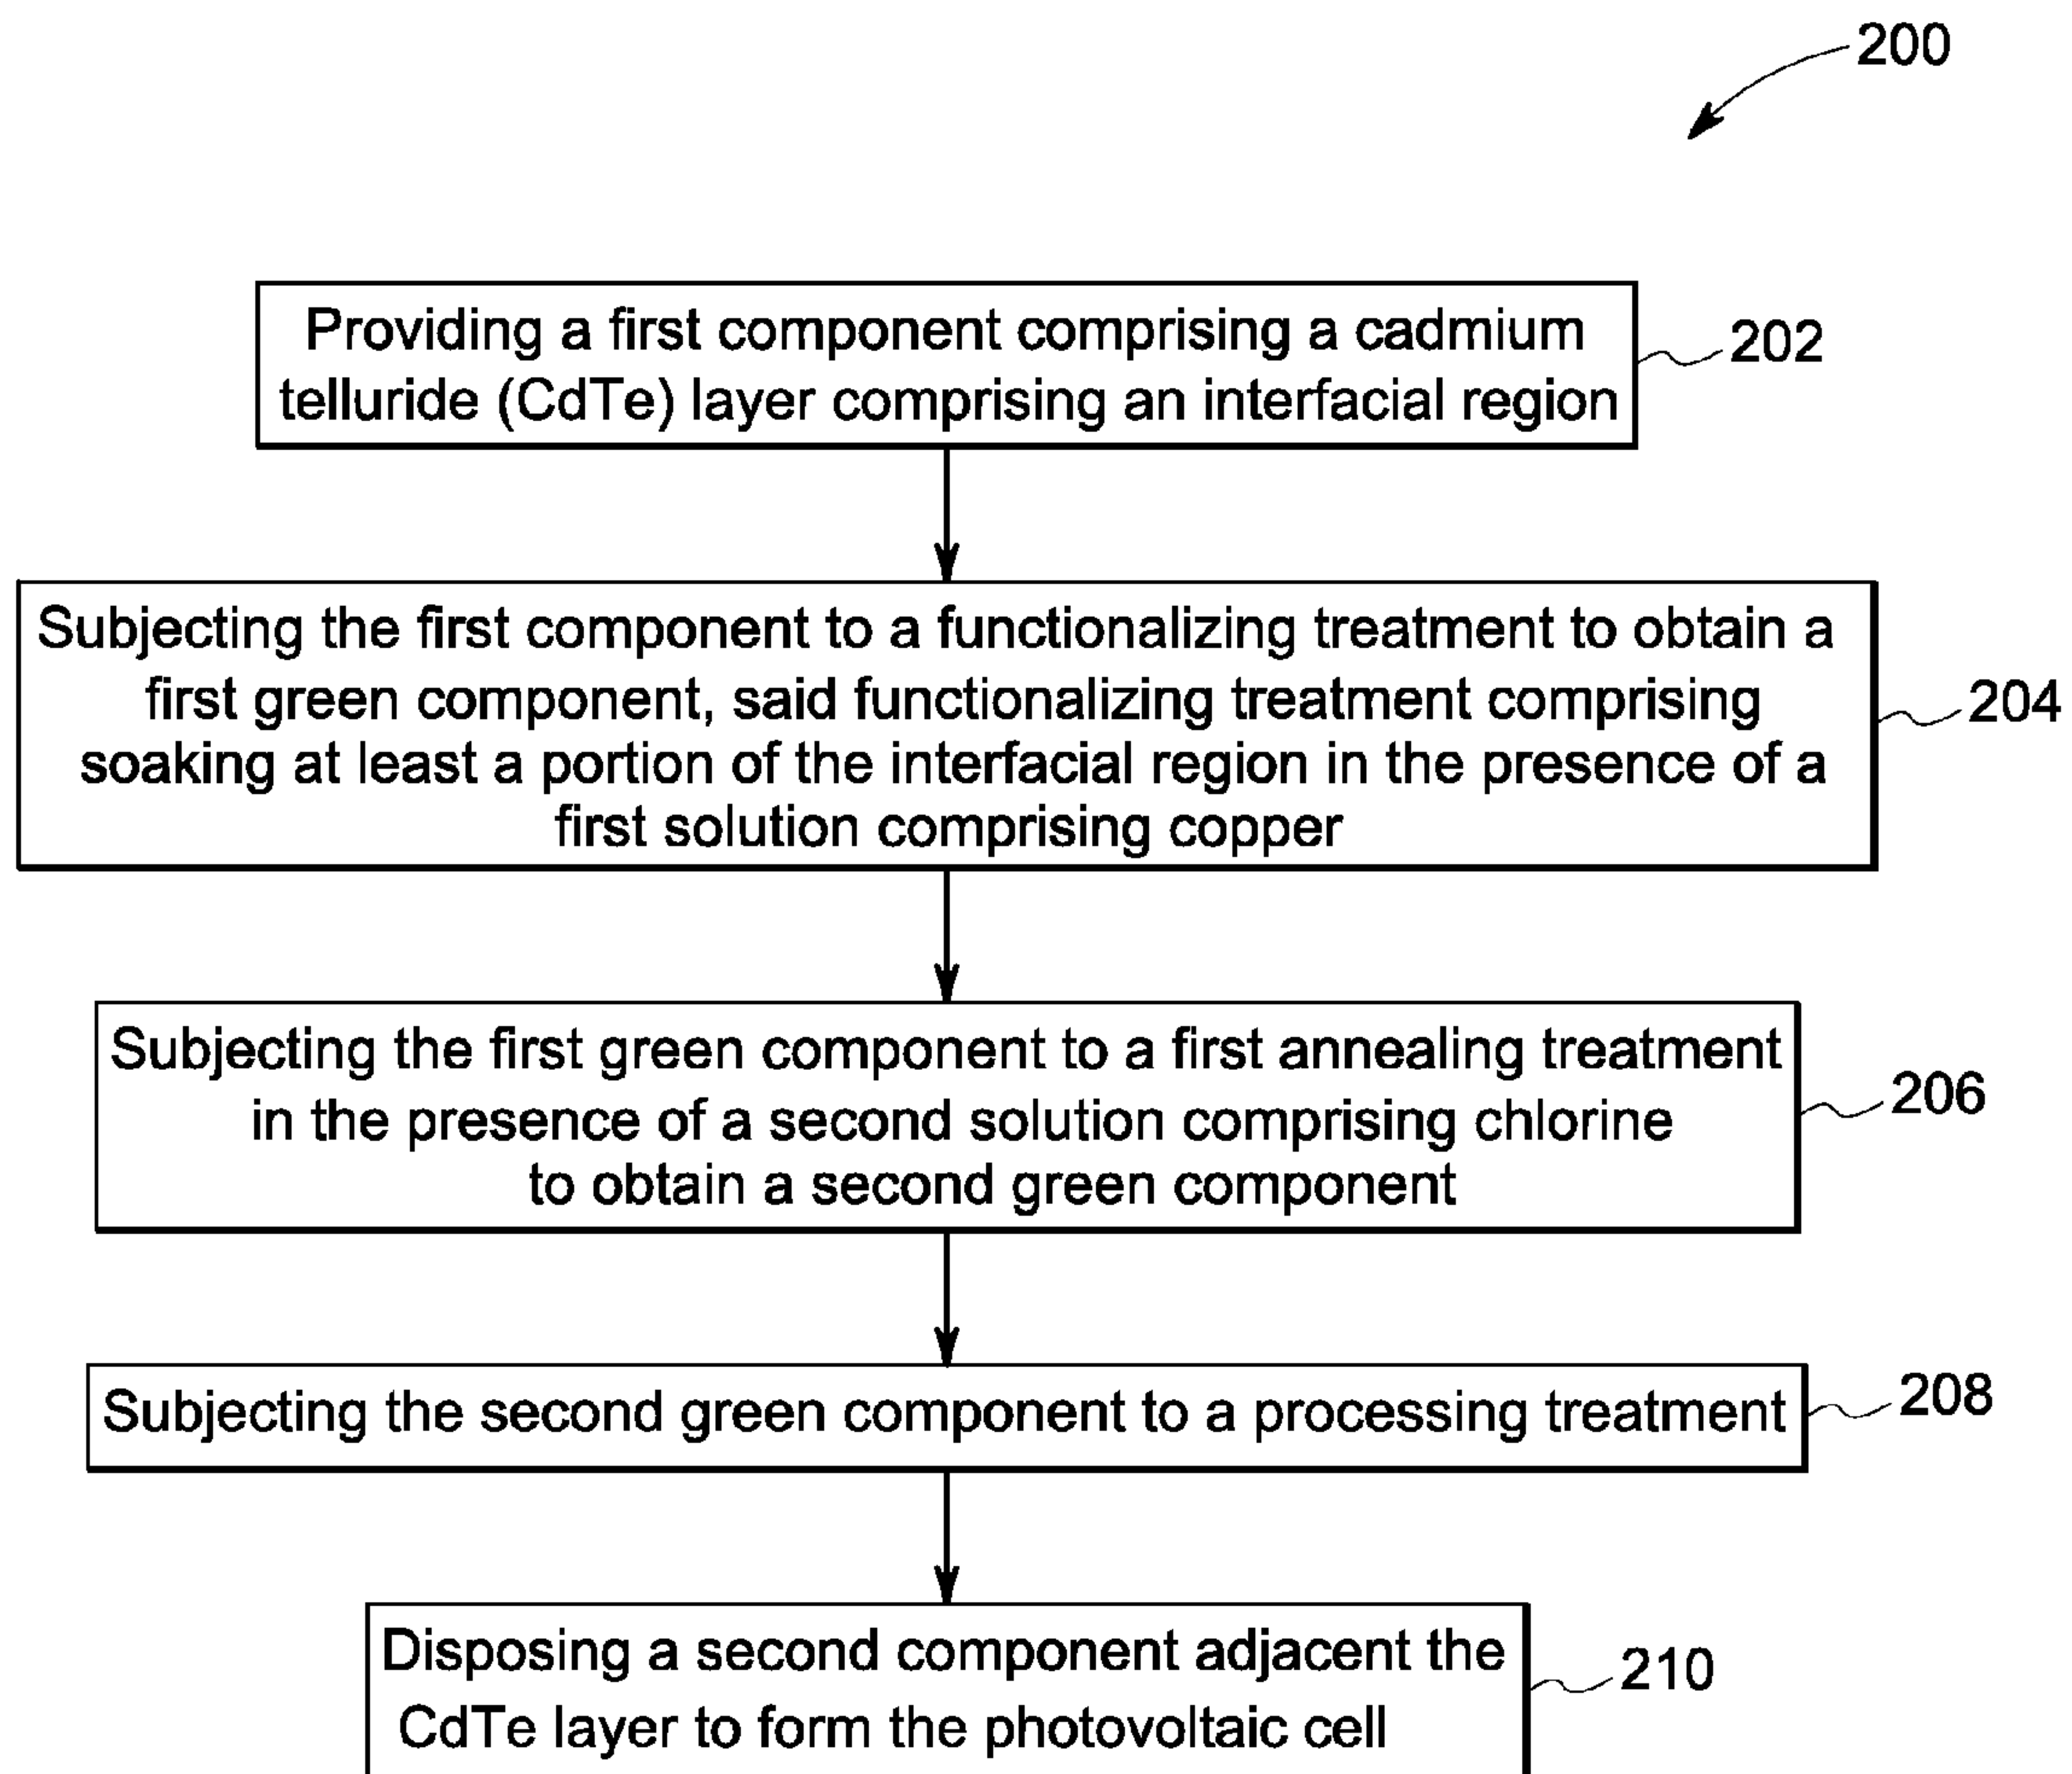 200
Providing a first component comprising a cadmium
telluride (CdTe) layer comprising an interfacial region
202
Subjecting the first component to a functionalizing treatment to obtain a
first green component, said functionalizing treatment comprising
soaking at least a portion of the interfacial region in the presence of a
first solution comprising copper
204
Subjecting the first green component to a first annealing treatment
in the presence of a second solution comprising chlorine
to obtain a second green component
206
Subjecting the second green component to a processing treatment
208
Disposing a second component adjacent the
CdTe layer to form the photovoltaic cell
210